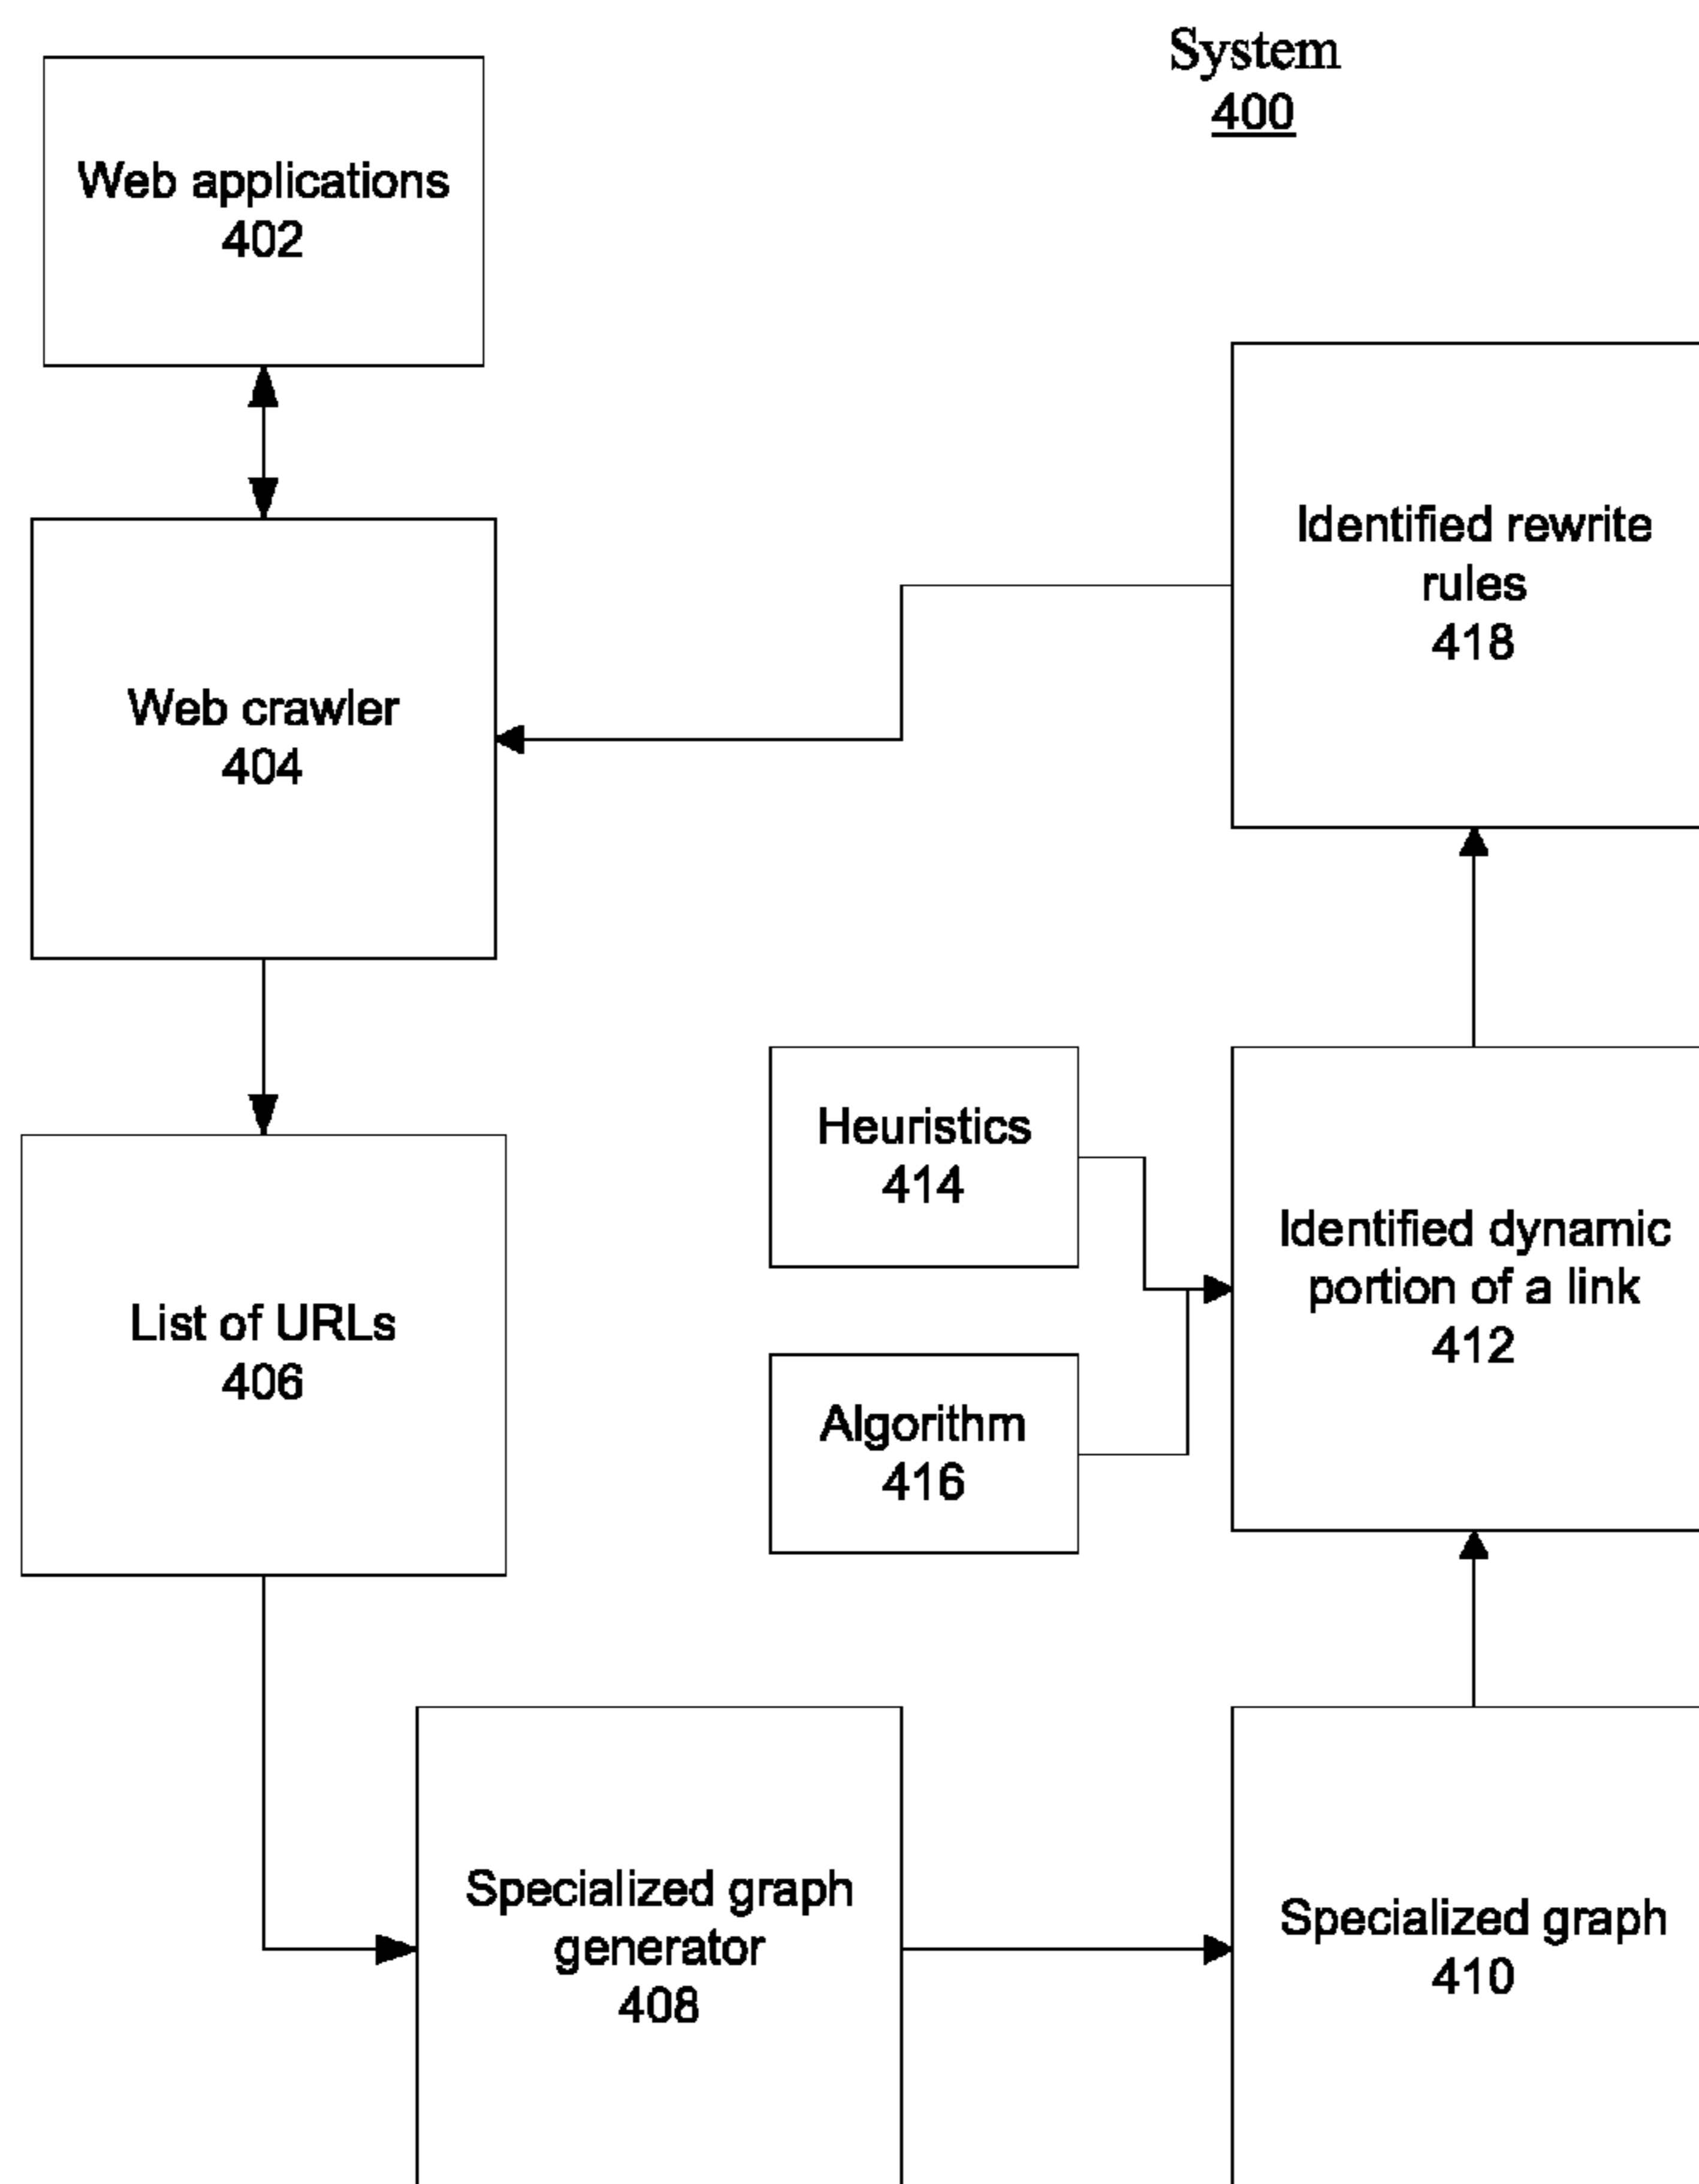 System
400
Web applications
402
Identified rewrite
rules
418
Web crawler
404
Heuristics
414
Identified dynamic
portion of a link
412
List of URLs
406
Algorithm
416
Specialized graph
generator
408
Specialized graph
410